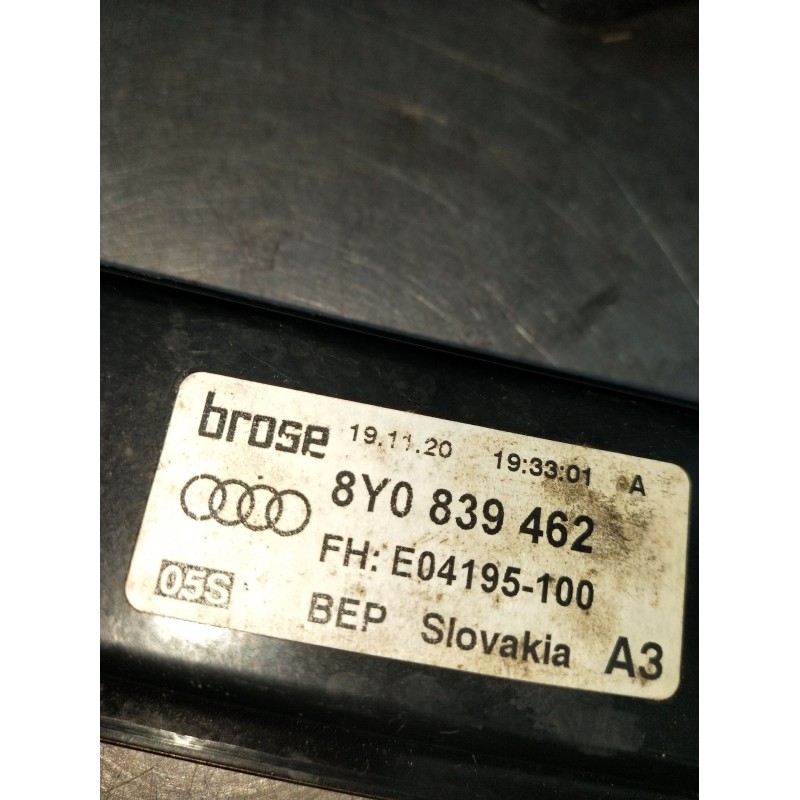 brose 19.11.20 19:33:01 A
8Y0 839 462
FH: E04195-100
05S BEP Slovakia A3